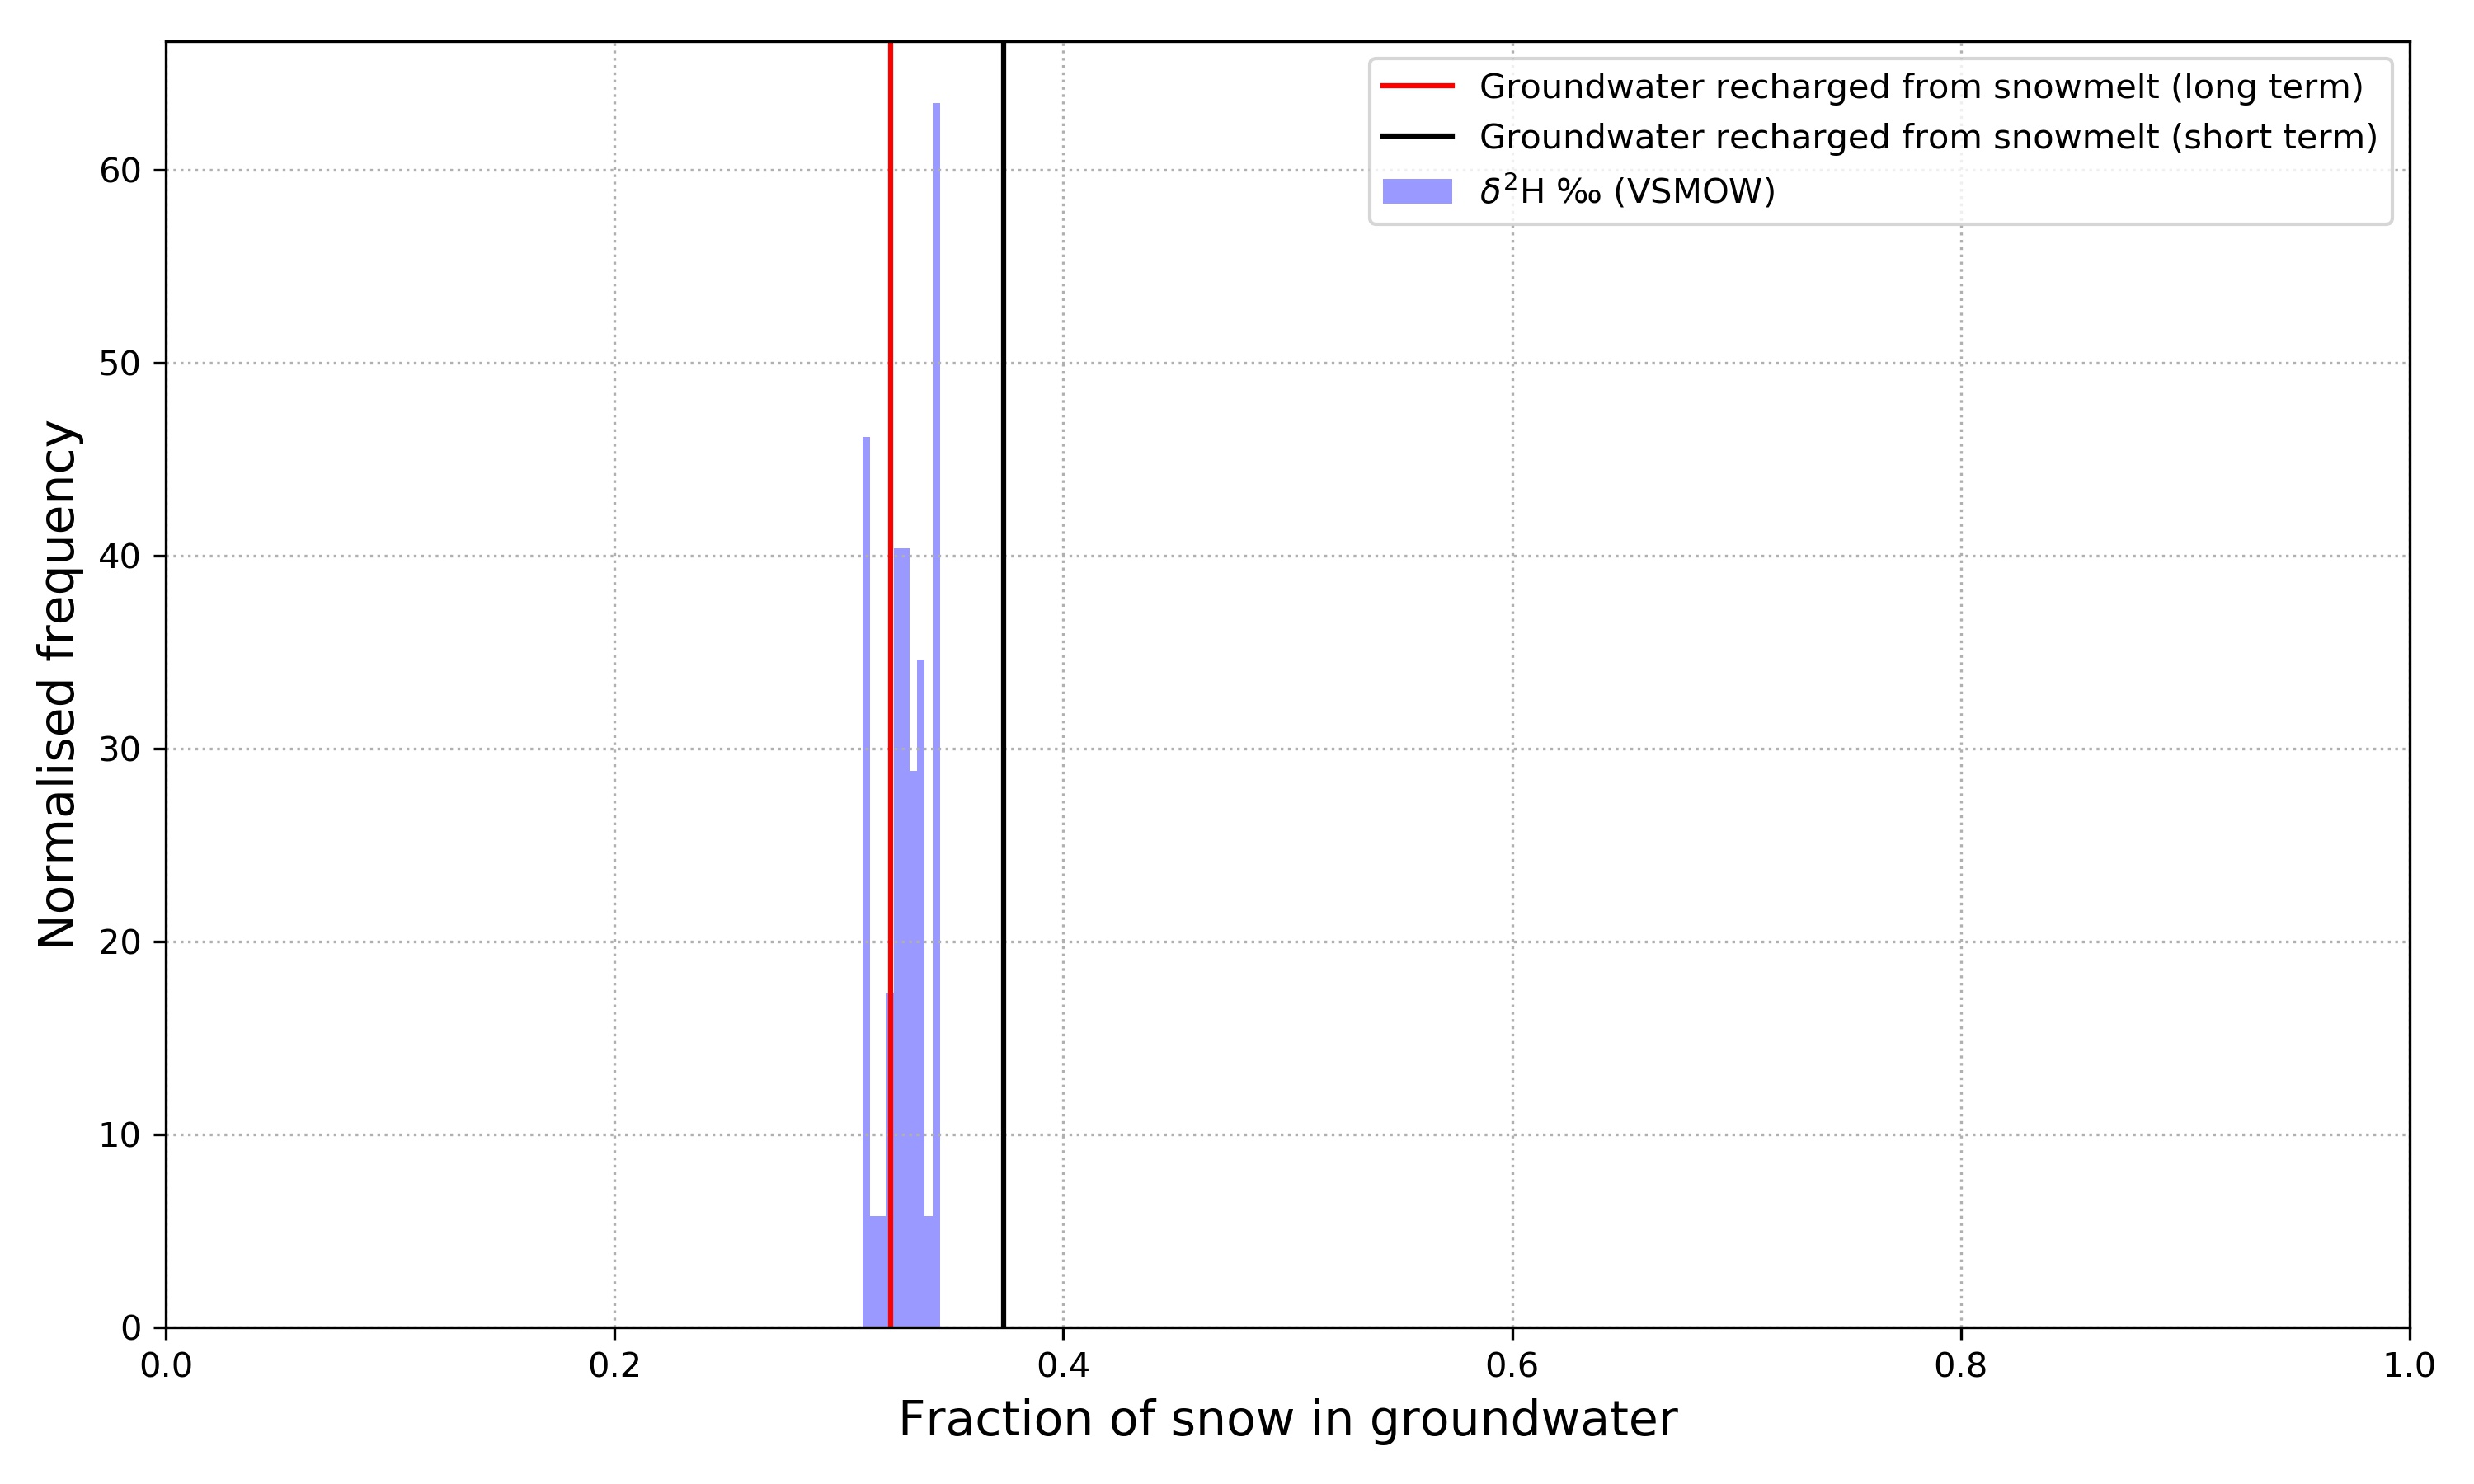 Groundwater recharged from snowmelt (long term)
Groundwater recharged from snowmelt (short term)
δ²H ‰ (VSMOW)
60
50
40
30
20
10
0
Normalised frequency
0.0 0.2 0.4 0.6 0.8 1.0
Fraction of snow in groundwater